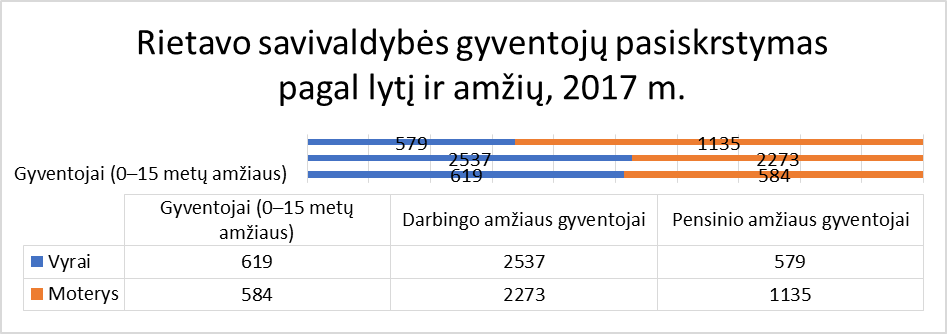 Rietavo savivaldybės gyventojų pasiskrstymas
pagal lytį ir amžių, 2017 m.
579 1135
2537 2273
Gyventojai (0–15 metų amžiaus) 619 584
Gyventojai (0–15 metų
amžiaus) Darbingo amžiaus gyventojai Pensinio amžiaus gyventojai
Vyrai 619 2537 579
Moterys 584 2273 1135